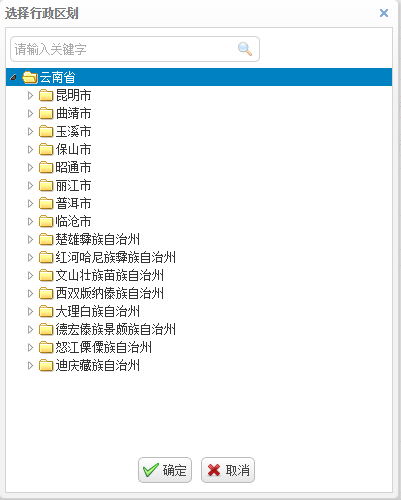 选择行政区划
请输入关键字
云南省
昆明市
曲靖市
玉溪市
保山市
昭通市
丽江市
普洱市
临沧市
楚雄彝族自治州
红河哈尼族彝族自治州
文山壮族苗族自治州
西双版纳傣族自治州
大理白族自治州
德宏傣族景颇族自治州
怒江傈僳族自治州
迪庆藏族自治州
确定 取消